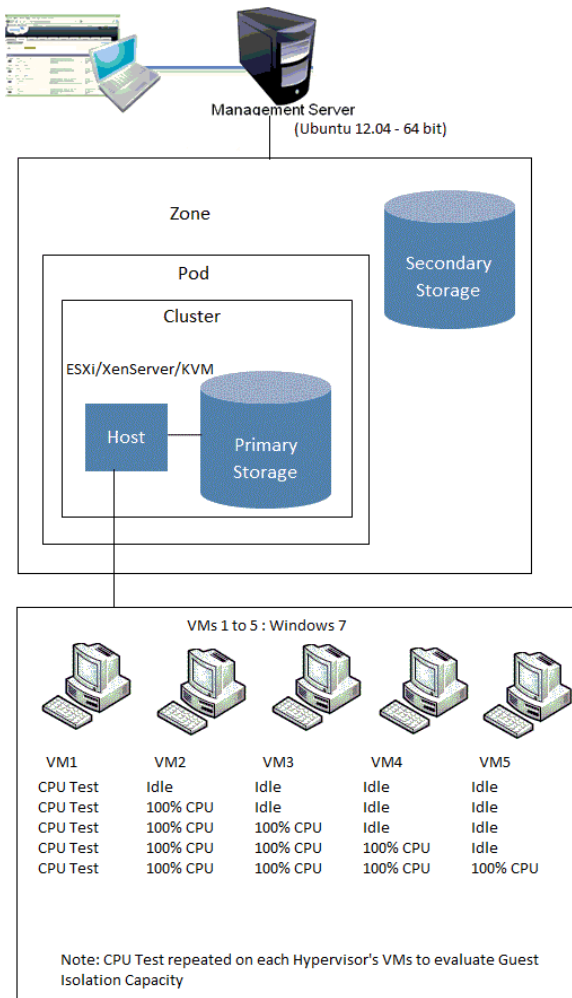 Management Server
(Ubuntu 12.04 - 64 bit)
Zone
Secondary
Storage
Pod
Cluster
ESXi/XenServer/KVM
Host
Primary
Storage
VMs 1 to 5 : Windows 7
VM1 VM2 VM3 VM4 VM5
CPU Test Idle Idle Idle Idle
CPU Test 100% CPU Idle Idle Idle
CPU Test 100% CPU 100% CPU Idle Idle
CPU Test 100% CPU 100% CPU 100% CPU Idle
CPU Test 100% CPU 100% CPU 100% CPU 100% CPU
Note: CPU Test repeated on each Hypervisor's VMs to evaluate Guest
Isolation Capacity